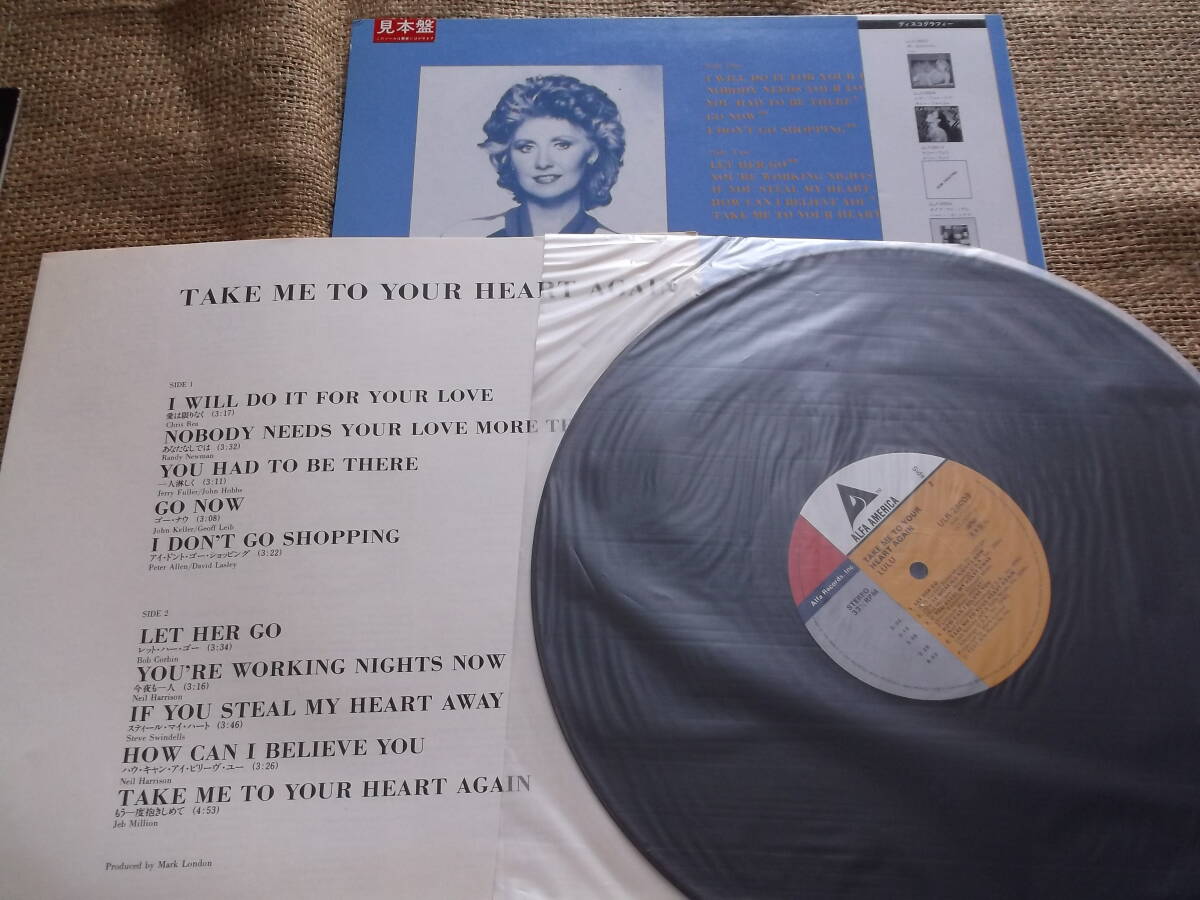 見本盤
ディスコグラフィー
Side One
I WILL DO IT FOR YOUR
NOBODY NEEDS YOUR LO
YOU HAD TO BE THERE
GO NOW
I DON'T GO SHOPPING
Side Two
LET HER GO
YOU'RE WORKING NIGHTS
IF YOU STEAL MY HEART
HOW CAN I BELIEVE YOU
TAKE ME TO YOUR HEART
TAKE ME TO YOUR HEART AGAIN
SIDE 1
I WILL DO IT FOR YOUR LOVE
愛は限りなく (3:17)
Chris Rea
NOBODY NEEDS YOUR LOVE MORE TH
あなたなしでは (3:32)
Randy Newman
YOU HAD TO BE THERE
一人淋しく (3:11)
Jerry Fuller/John Hobbs
GO NOW
ゴー・ナウ (3:08)
John Keller/Geoff Leib
I DON'T GO SHOPPING
アイ・ドント・ゴー・ショッピング (3:22)
Peter Allen/David Lasley
SIDE 2
LET HER GO
レット・ハー・ゴー (3:34)
Bob Corbin
YOU'RE WORKING NIGHTS NOW
今夜も一人 (3:16)
Neil Harrison
IF YOU STEAL MY HEART AWAY
スティール・マイ・ハート (3:46)
Steve Swindells
HOW CAN I BELIEVE YOU
ハウ・キャン・アイ・ビリーヴ・ユー (3:26)
Neil Harrison
TAKE ME TO YOUR HEART AGAIN
もう一度抱きしめて (4:53)
Jeb Million
Produced by Mark London
ALFA AMERICA
Alfa Records, Inc.
Side
TAKE ME TO YOUR
HEART AGAIN
LULU
STEREO
33⅓ RPM